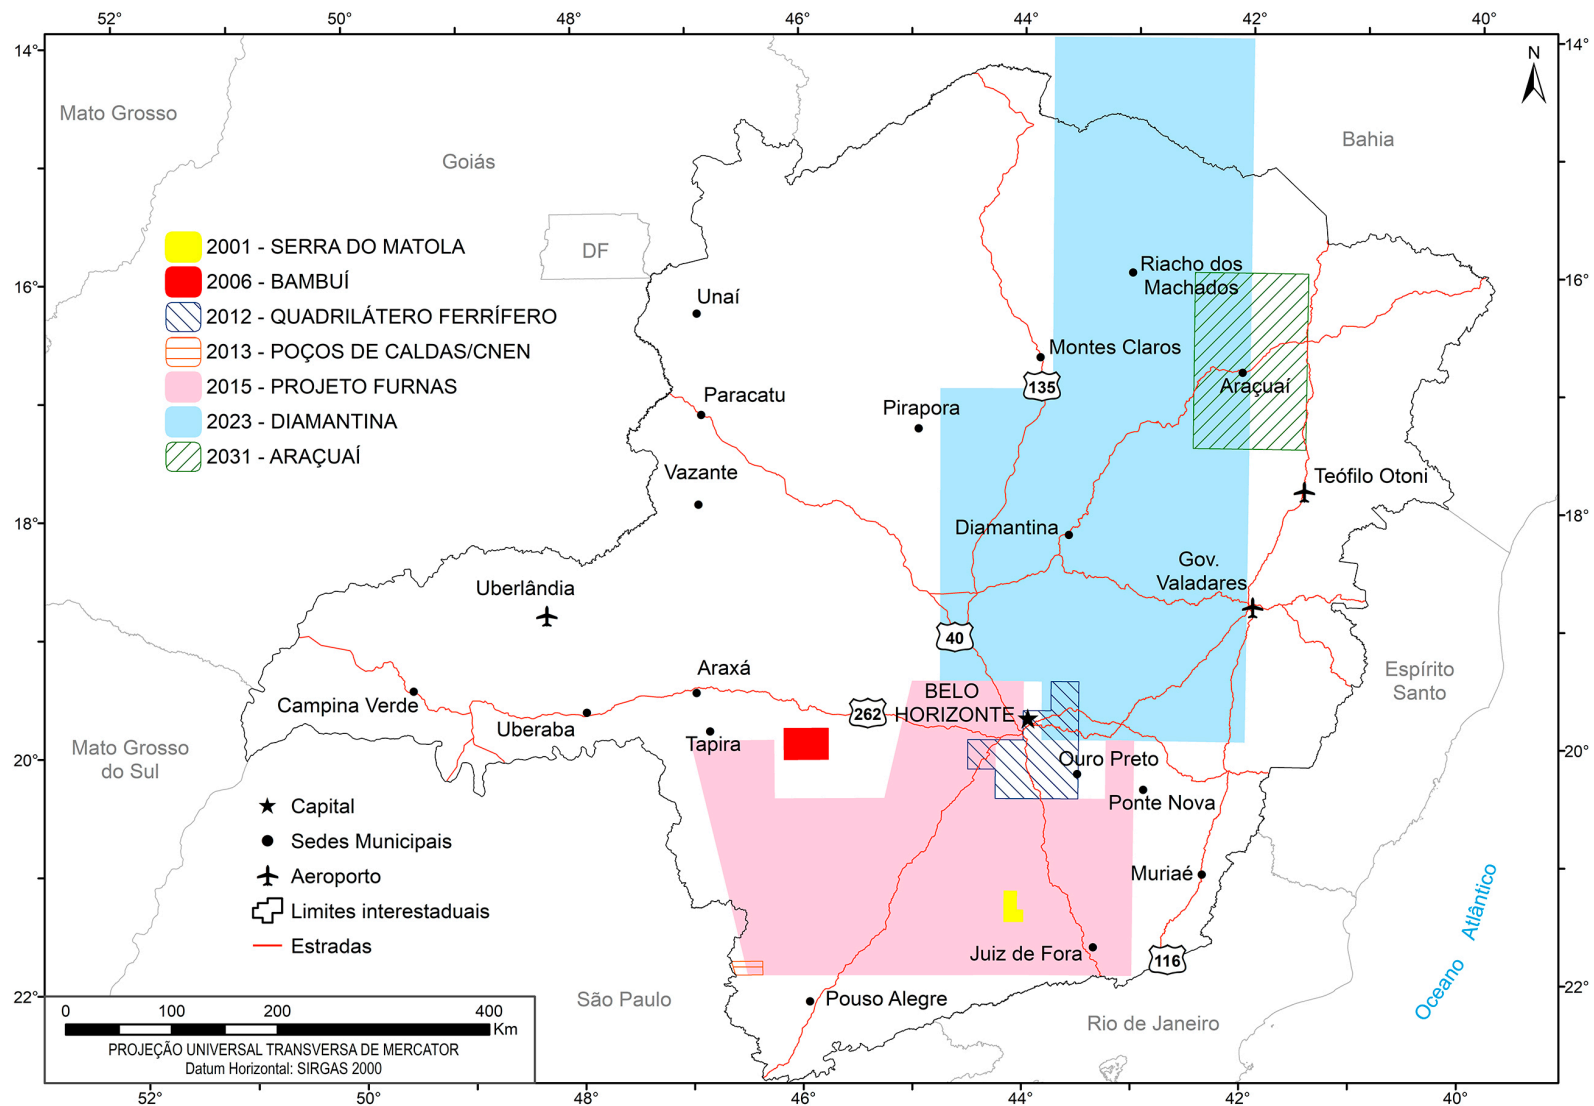 52°
50°
48°
46°
44°
42°
40°
14°
14°
N
Mato Grosso
Goiás
Bahia
DF
2001 - SERRA DO MATOLA
2006 - BAMBUÍ
2012 - QUADRILÁTERO FERRÍFERO
2013 - POÇOS DE CALDAS/CNEN
2015 - PROJETO FURNAS
2023 - DIAMANTINA
2031 - ARAÇUAÍ
Riacho dos
Machados
16°
16°
Unaí
Montes Claros
135
Araçuaí
Paracatu
Pirapora
Vazante
Teófilo Otoni
18°
18°
Diamantina
Gov.
Valadares
Uberlândia
40
Araxá
Espírito
Santo
Campina Verde
262
BELO
HORIZONTE
Uberaba
Tapira
Mato Grosso
do Sul
20°
20°
Ouro Preto
Ponte Nova
Capital
Sedes Municipais
Aeroporto
Limites interestaduais
Estradas
Muriaé
Juiz de Fora
116
Oceano Atlântico
22°
22°
São Paulo
Pouso Alegre
Rio de Janeiro
0
100
200
400
Km
PROJEÇÃO UNIVERSAL TRANSVERSA DE MERCATOR
Datum Horizontal: SIRGAS 2000
52°
50°
48°
46°
44°
42°
40°